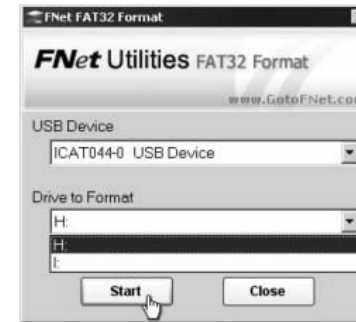 FNet FAT32 Format
FNet Utilities FAT32 Format
www.GotoFNet.com
USB Device
ICAT044-0 USB Device
Drive to Format
H:
H:
I:
Start
Close